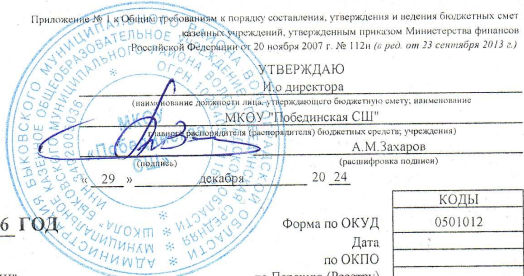 Приложение № 1 к Общим требованиям к порядку составления, утверждения и ведения бюджетных смет
казенных учреждений, утвержденным приказом Министерства финансов
Российской Федерации от 20 ноября 2007 г. № 112н (в ред. от 23 сентября 2013 г.)
УТВЕРЖДАЮ
И.о директора
(наименование должности лица, утверждающего бюджетную смету; наименование
МКОУ "Побединская СШ"
главного распорядителя (распорядителя) бюджетных средств; учреждения)
А.М.Захаров
(подпись) (расшифровка подписи)
« 29 » декабря 20 24
КОДЫ
6 ГОД Форма по ОКУД 0501012
Дата
по ОКПО